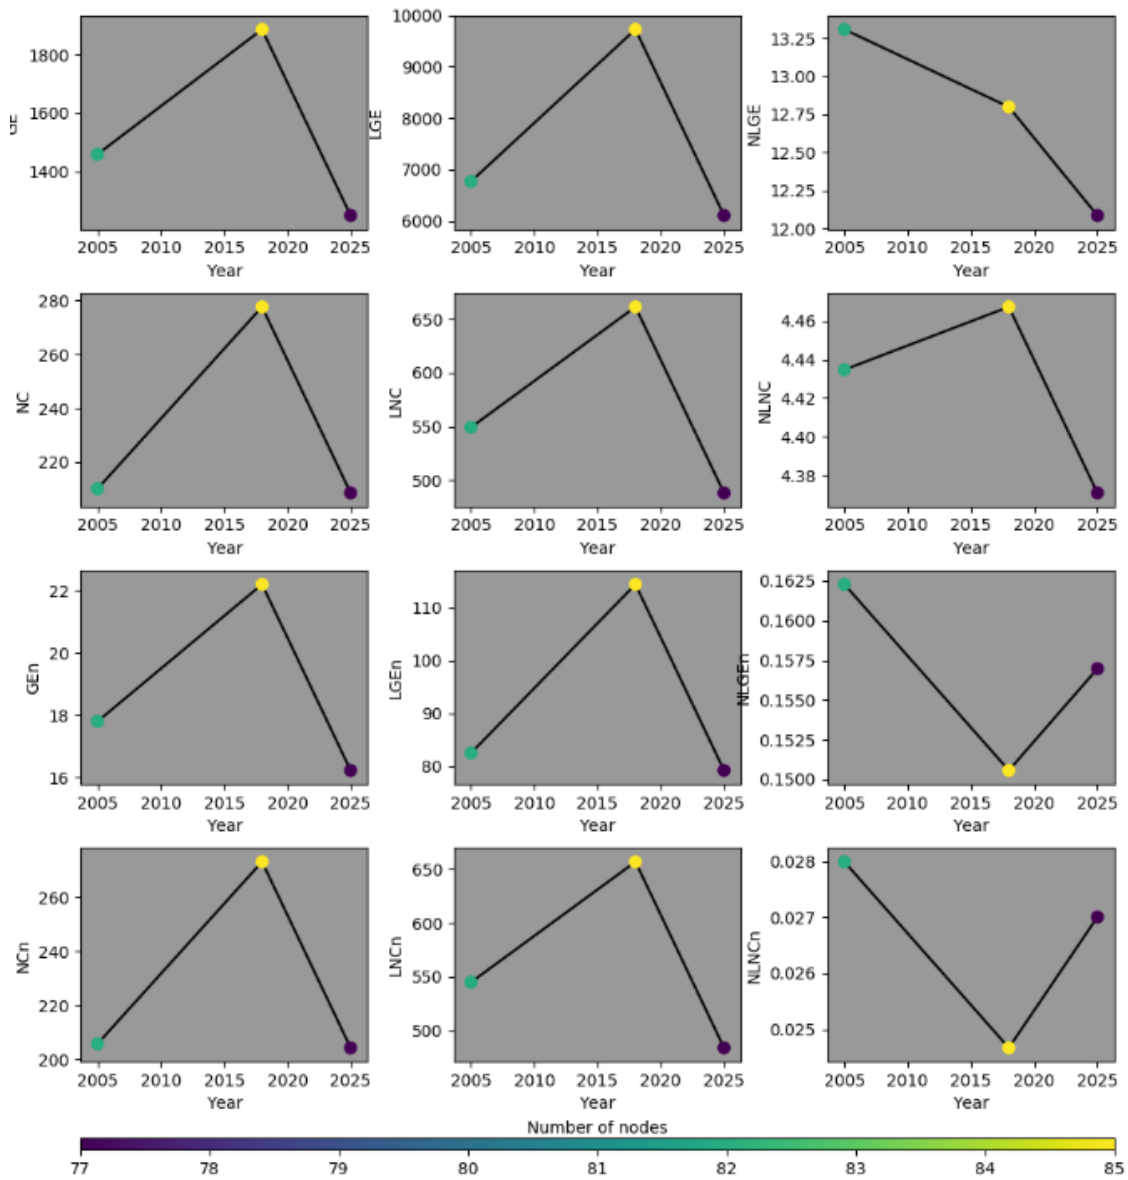 1800
1600
1400
GE
2005 2010 2015 2020 2025
Year
10000
9000
8000
7000
6000
LGE
2005 2010 2015 2020 2025
Year
13.25
13.00
12.75
12.50
12.25
12.00
NLGE
2005 2010 2015 2020 2025
Year
280
260
240
220
NC
2005 2010 2015 2020 2025
Year
650
600
550
500
LNC
2005 2010 2015 2020 2025
Year
4.46
4.44
4.42
4.40
4.38
NLNC
2005 2010 2015 2020 2025
Year
22
20
18
16
GEn
2005 2010 2015 2020 2025
Year
110
100
90
80
LGEn
2005 2010 2015 2020 2025
Year
0.1625
0.1600
0.1575
0.1550
0.1525
0.1500
NLGEn
2005 2010 2015 2020 2025
Year
260
240
220
200
NCn
2005 2010 2015 2020 2025
Year
650
600
550
500
LNCn
2005 2010 2015 2020 2025
Year
0.028
0.027
0.026
0.025
NLNCn
2005 2010 2015 2020 2025
Year
Number of nodes
77 78 79 80 81 82 83 84 85